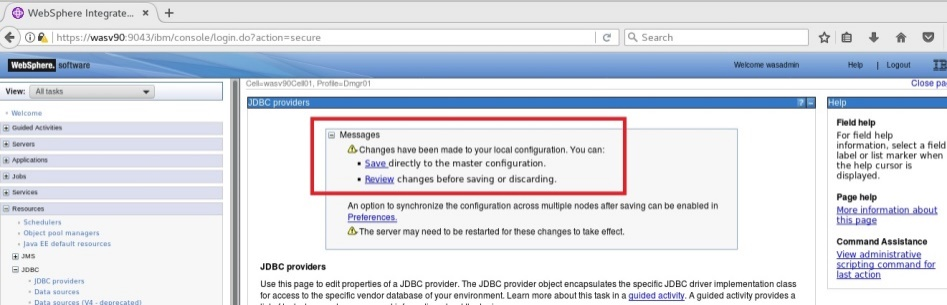 WebSphere Integrate...
https://wasv90:9043/ibm/console/login.do?action=secure
Search
WebSphere. software
Welcome wasadmin
Help | Logout
IB
View: All tasks
Cell=wasv90Cell01, Profile=Dmgr01
Close pa
Welcome
Guided Activities
Servers
Applications
Jobs
Services
Resources
Schedulers
Object pool managers
Java EE default resources
JMS
JDBC
JDBC providers
Data sources
Data sources (V4 - deprecated)
JDBC providers
Messages
Changes have been made to your local configuration. You can:
Save directly to the master configuration.
Review changes before saving or discarding.
An option to synchronize the configuration across multiple nodes after saving can be enabled in
Preferences.
The server may need to be restarted for these changes to take effect.
JDBC providers
Use this page to edit properties of a JDBC provider. The JDBC provider object encapsulates the specific JDBC driver implementation class
for access to the specific vendor database of your environment. Learn more about this task in a guided activity. A guided activity provides a
Help
Field help
For field help
information, select a field
label or list marker when
the help cursor is
displayed.
Page help
More information about
this page
Command Assistance
View administrative
scripting command for
last action